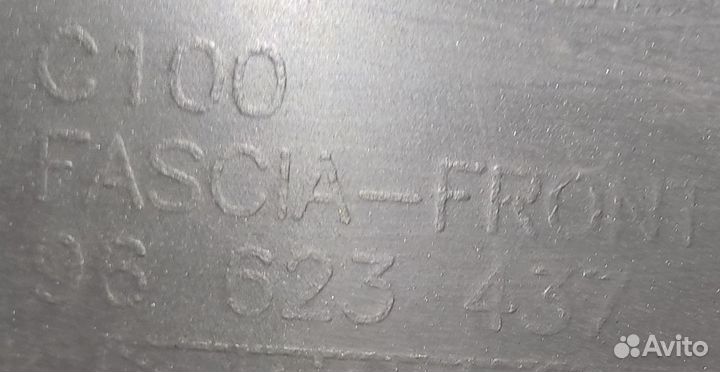 C100
FASCIA-FRONT
96 623 437
Avito